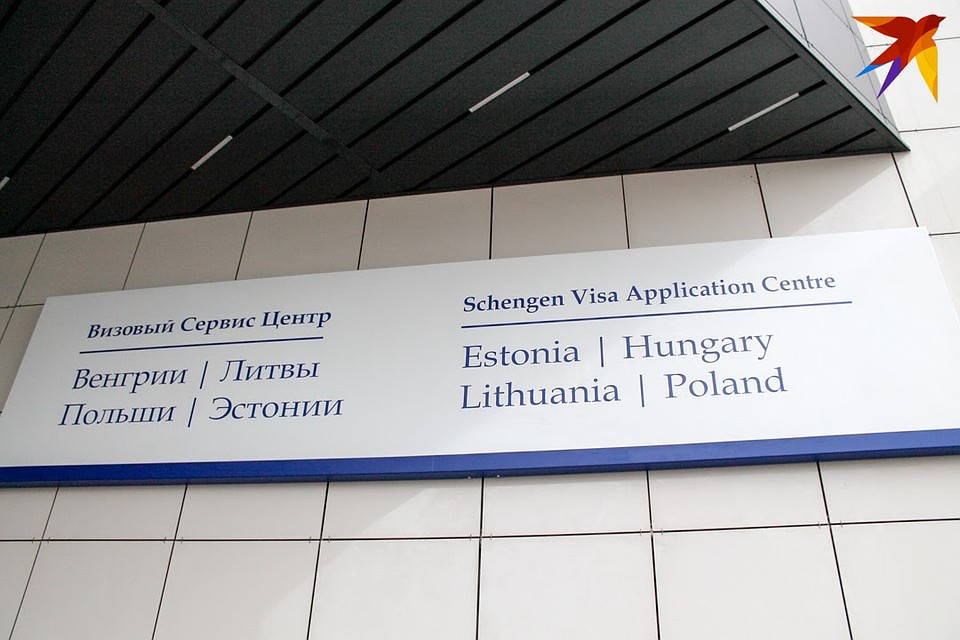 Визовый Сервис Центр
Венгрии | Литвы
Польши | Эстонии
Schengen Visa Application Centre
Estonia | Hungary
Lithuania | Poland